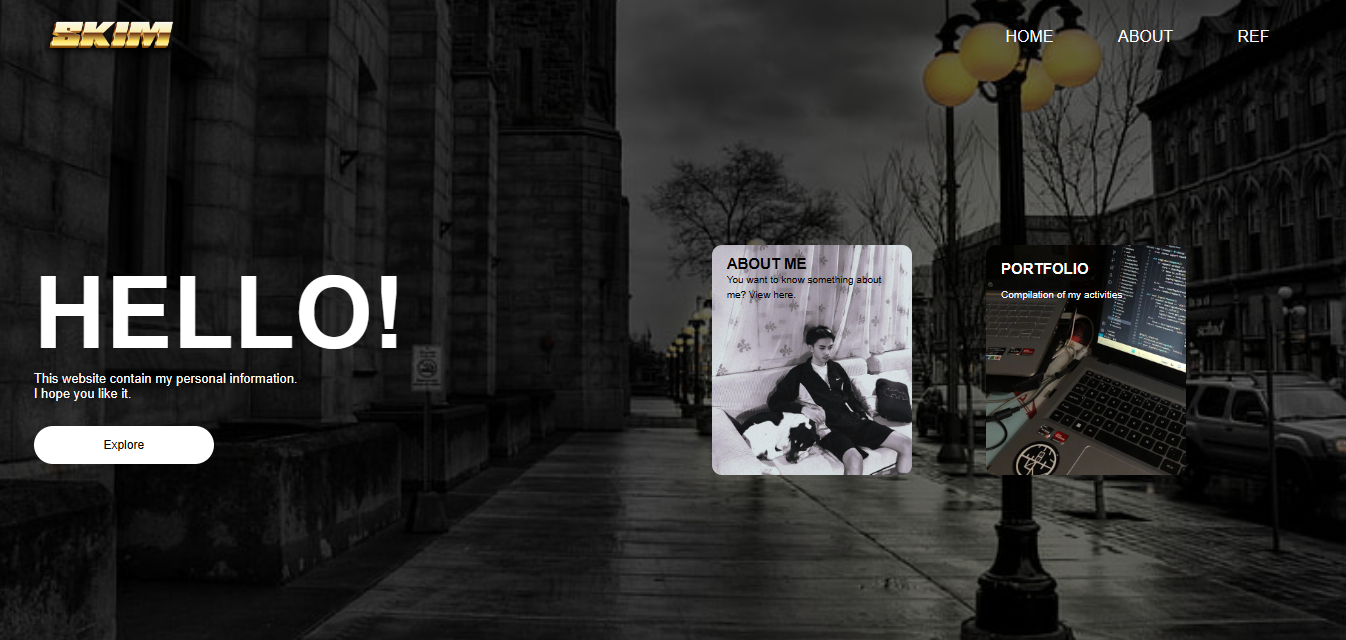 SKIM
HOME ABOUT REF
ABOUT ME
You want to know something about
me? View here.
PORTFOLIO
Compilation of my activities
HELLO!
This website contain my personal information.
I hope you like it.
Explore